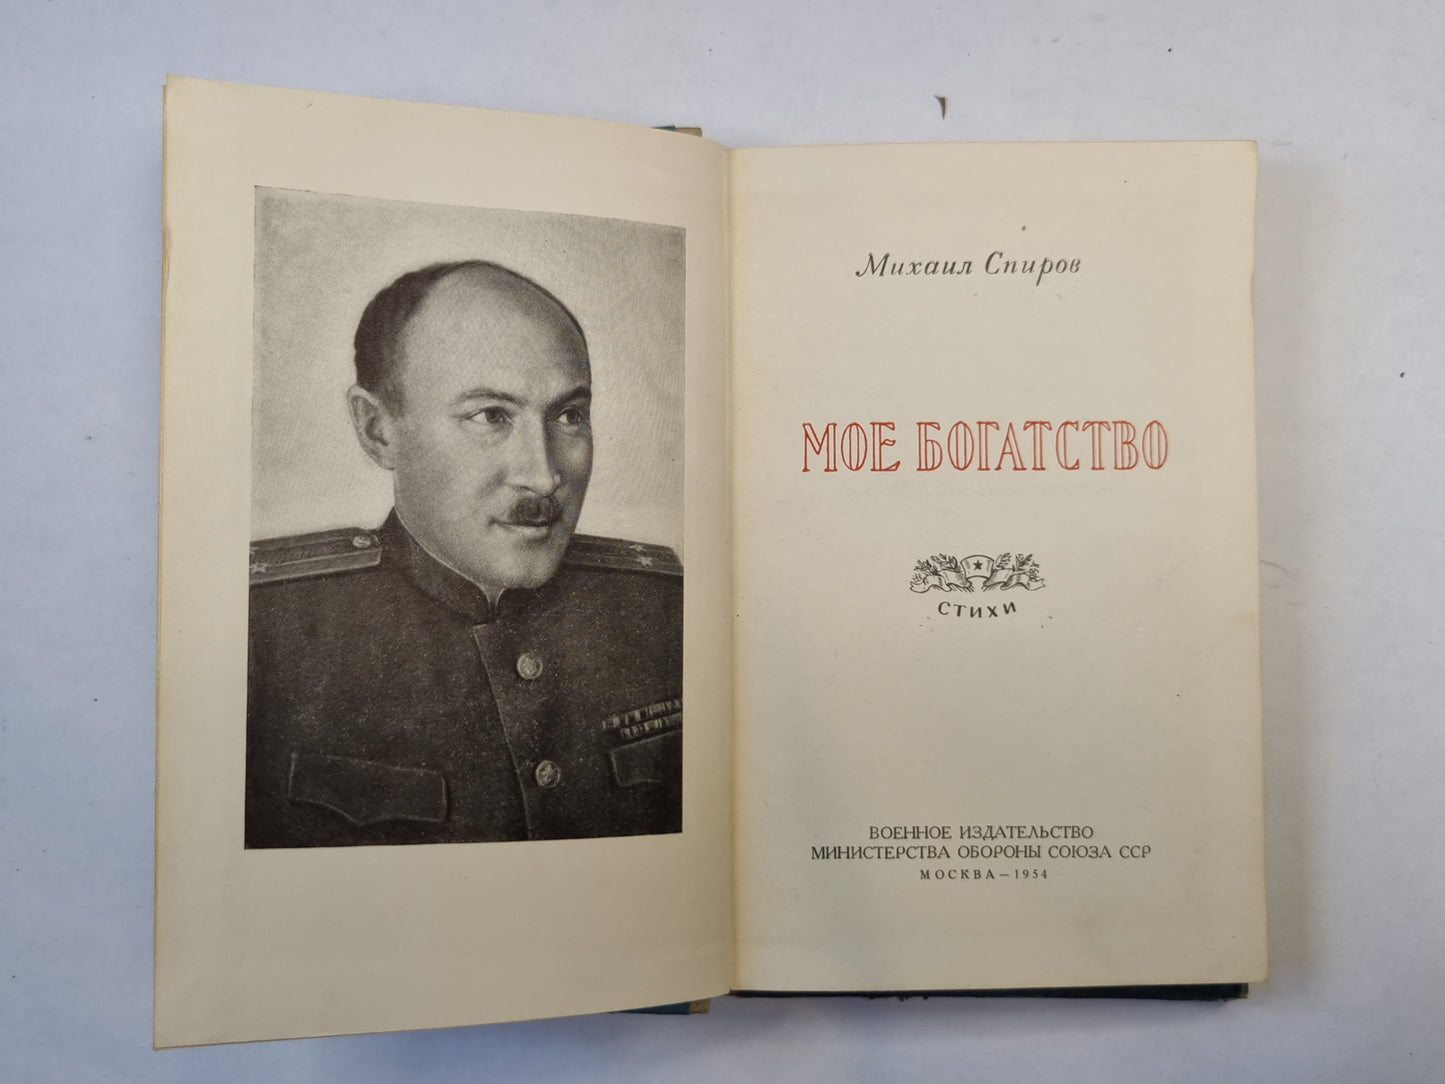 Михаил Спиров
МОЕ БОГАТСТВО
СТИХИ
ВОЕННОЕ ИЗДАТЕЛЬСТВО
МИНИСТЕРСТВА ОБОРОНЫ СОЮЗА ССР
МОСКВА — 1954